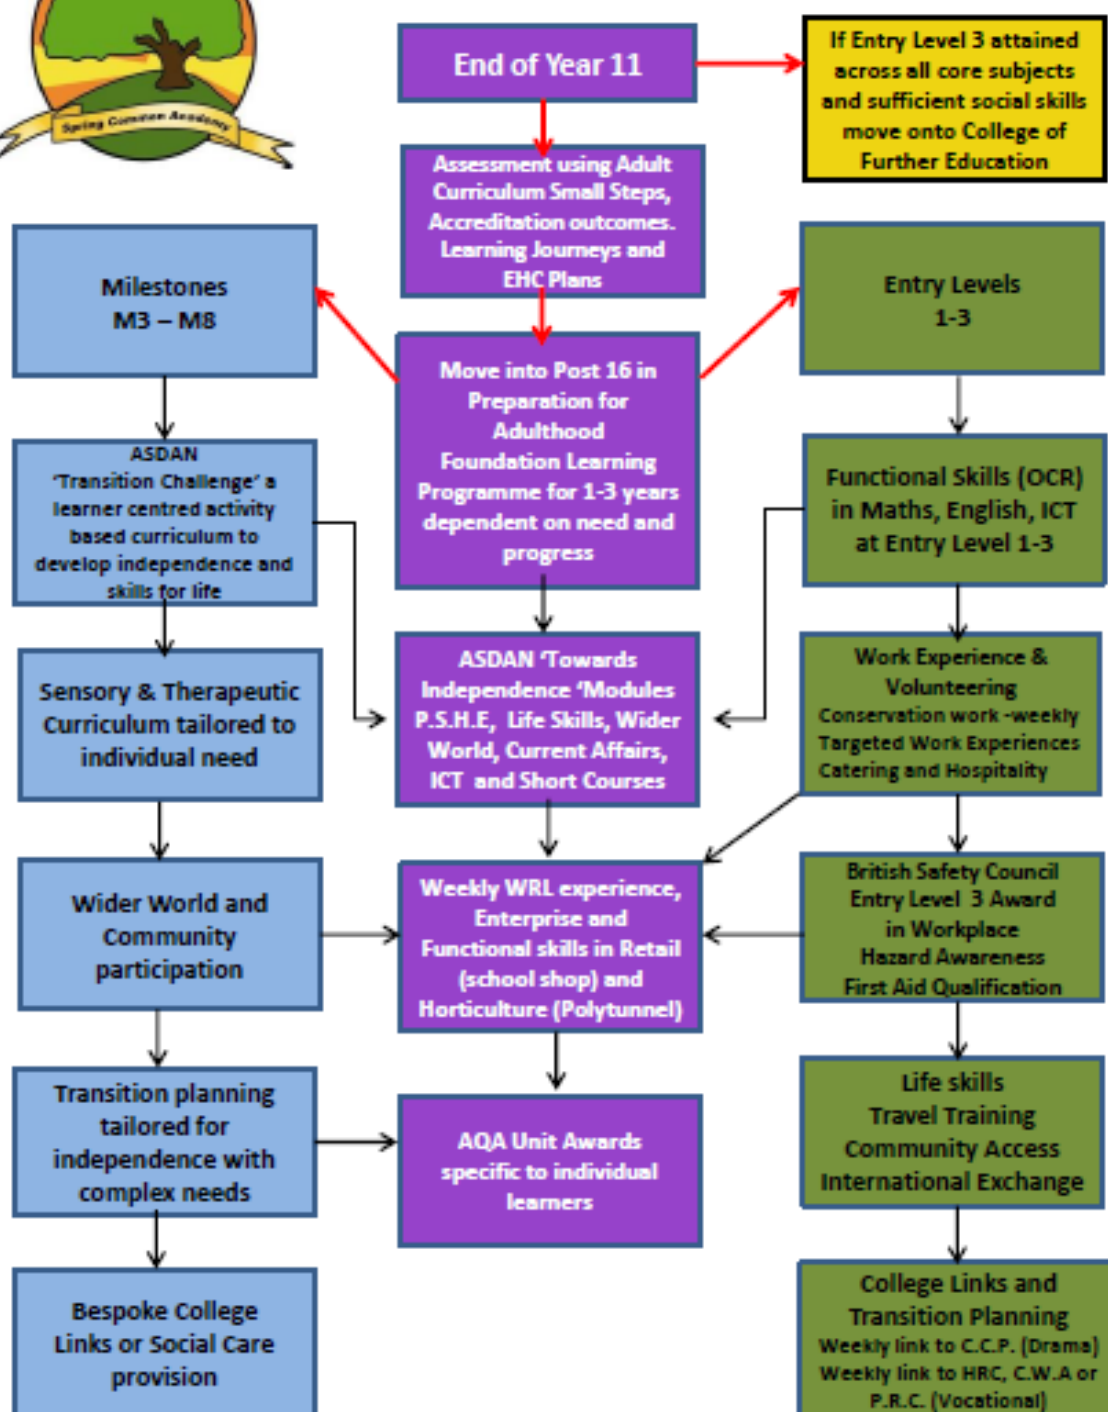 Spring Common Academy
End of Year 11
If Entry Level 3 attained
across all core subjects
and sufficient social skills
move onto College of
Further Education
Assessment using Adult
Curriculum Small Steps,
Accreditation outcomes.
Learning Journeys and
EHC Plans
Milestones
M3 – M8
Entry Levels
1-3
Move into Post 16 in
Preparation for
Adulthood
Foundation Learning
Programme for 1-3 years
dependent on need and
progress
ASDAN
‘Transition Challenge’ a
learner centred activity
based curriculum to
develop independence and
skills for life
Functional Skills (OCR)
in Maths, English, ICT
at Entry Level 1-3
Sensory & Therapeutic
Curriculum tailored to
individual need
ASDAN ‘Towards
Independence ‘Modules
P.S.H.E, Life Skills, Wider
World, Current Affairs,
ICT and Short Courses
Work Experience &
Volunteering
Conservation work -weekly
Targeted Work Experiences
Catering and Hospitality
Wider World and
Community
participation
Weekly WRL experience,
Enterprise and
Functional skills in Retail
(school shop) and
Horticulture (Polytunnel)
British Safety Council
Entry Level 3 Award
in Workplace
Hazard Awareness
First Aid Qualification
Transition planning
tailored for
independence with
complex needs
AQA Unit Awards
specific to individual
learners
Life skills
Travel Training
Community Access
International Exchange
Bespoke College
Links or Social Care
provision
College Links and
Transition Planning
Weekly link to C.C.P. (Drama)
Weekly link to HRC, C.W.A or
P.R.C. (Vocational)